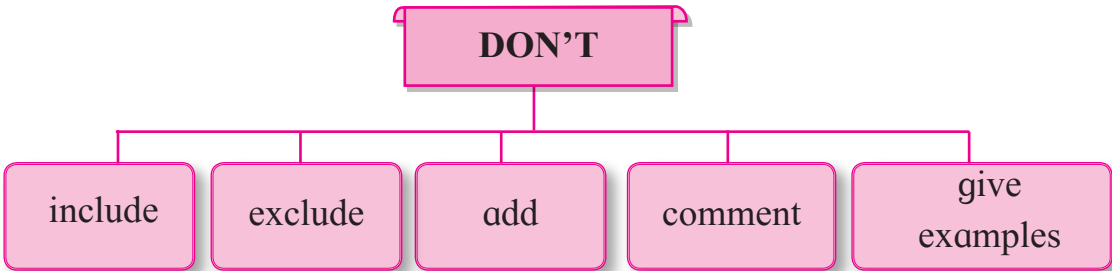 DON’T
include
exclude
add
comment
give
examples